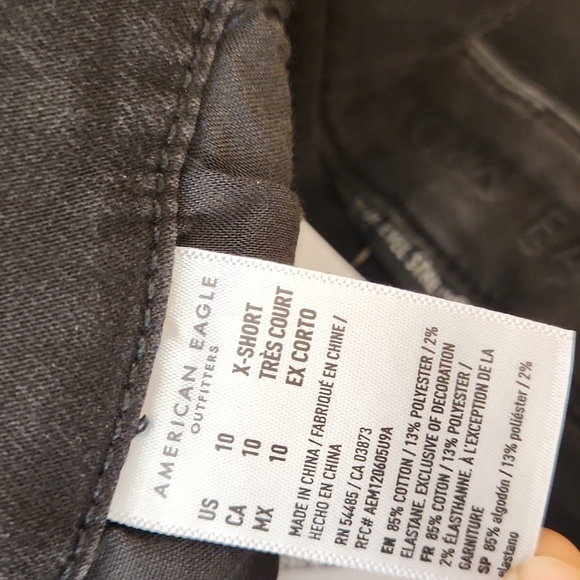 AMERICAN EAGLE
OUTFITTERS
US 10 X-SHORT
CA 10 TRÈS COURT
MX 10 EX CORTO
MADE IN CHINA / FABRIQUÉ EN CHINE /
HECHO EN CHINA
RN 54485 / CA 03873
RFC# AEM120605U9A
EN 85% COTTON / 13% POLYESTER / 2%
ELASTANE. EXCLUSIVE OF DECORATION
FR 85% COTON / 13% POLYESTER /
2% ÉLASTHANNE. À L'EXCEPTION DE LA
GARNITURE
SP 85% algodón / 13% poliéster / 2%
elastano